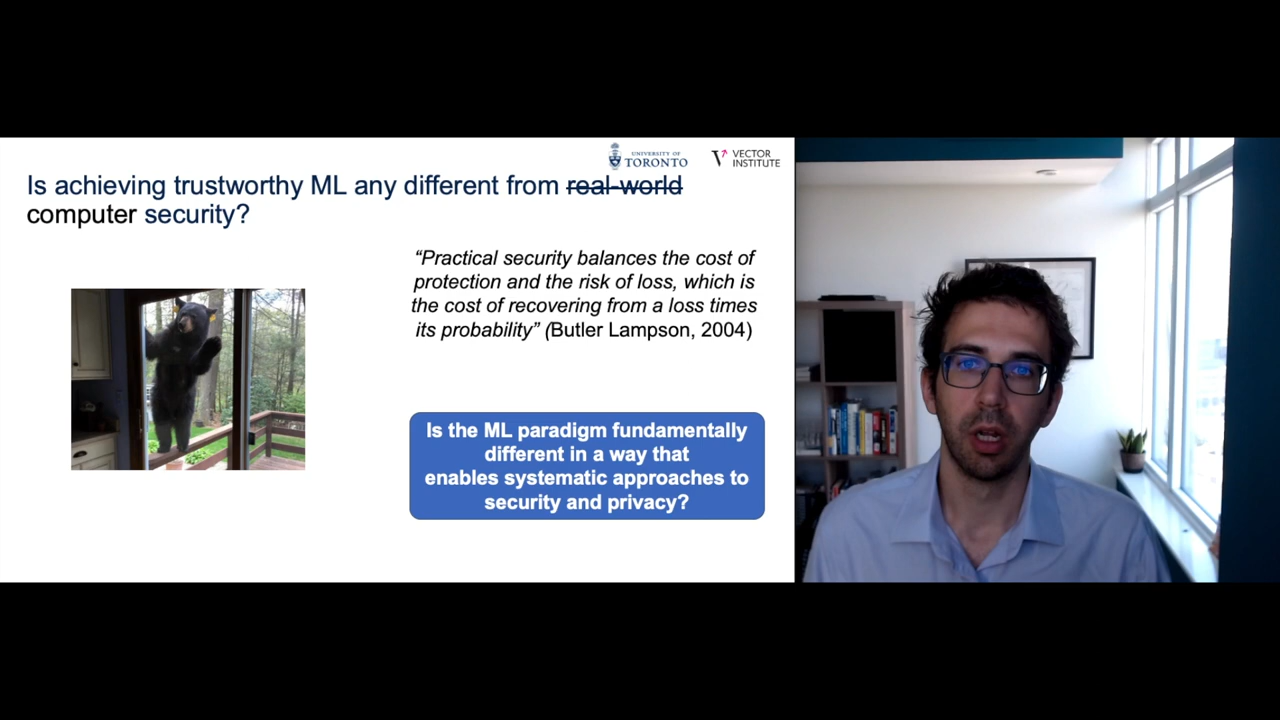 UNIVERSITY OF
TORONTO
VECTOR
INSTITUTE
Is achieving trustworthy ML any different from real-world
computer security?
“Practical security balances the cost of
protection and the risk of loss, which is
the cost of recovering from a loss times
its probability” (Butler Lampson, 2004)
Is the ML paradigm fundamentally
different in a way that
enables systematic approaches to
security and privacy?